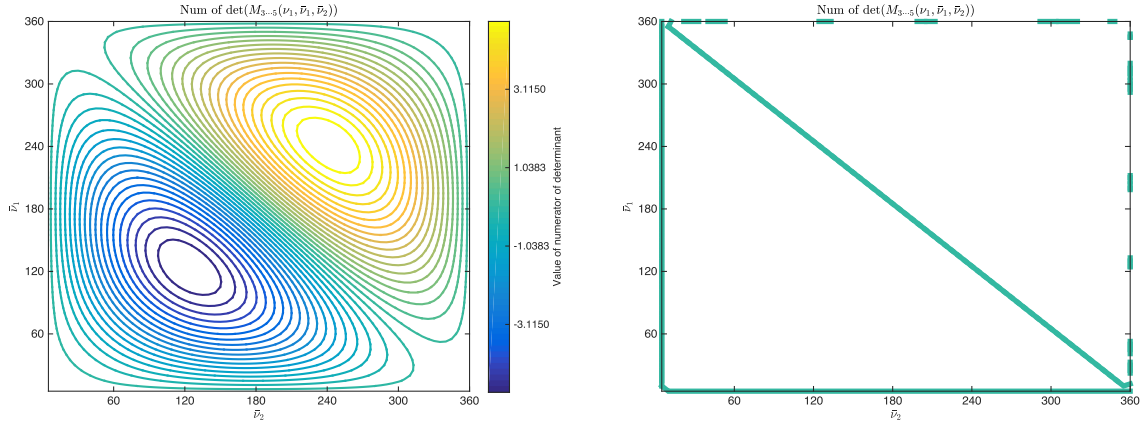 Num of det(M₃...₅(ν₁, ν̄₁, ν̄₂))
360
300
240
180
120
60
ν̄₁
60 120 180 240 300 360
ν̄₂
3.1150
1.0383
-1.0383
-3.1150
Value of numerator of determinant
Num of det(M₃...₅(ν₁, ν̄₁, ν̄₂))
360
300
240
180
120
60
ν̄₁
60 120 180 240 300 360
ν̄₂